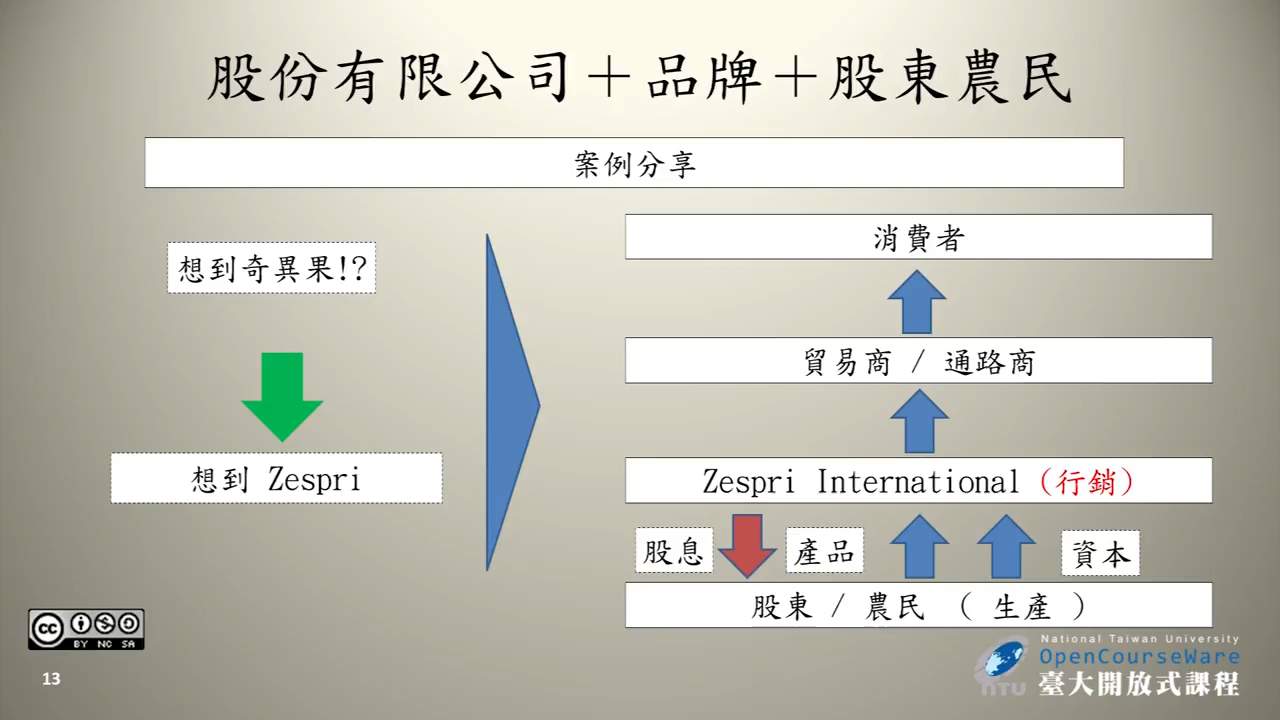 股份有限公司＋品牌＋股東農民
案例分享
想到奇異果!?
想到 Zespri
消費者
貿易商 / 通路商
Zespri International (行銷)
股息
產品
資本
股東 / 農民 ( 生產 )
cc BY NC SA
13
National Taiwan University
OpenCourseWare
NTU 臺大開放式課程